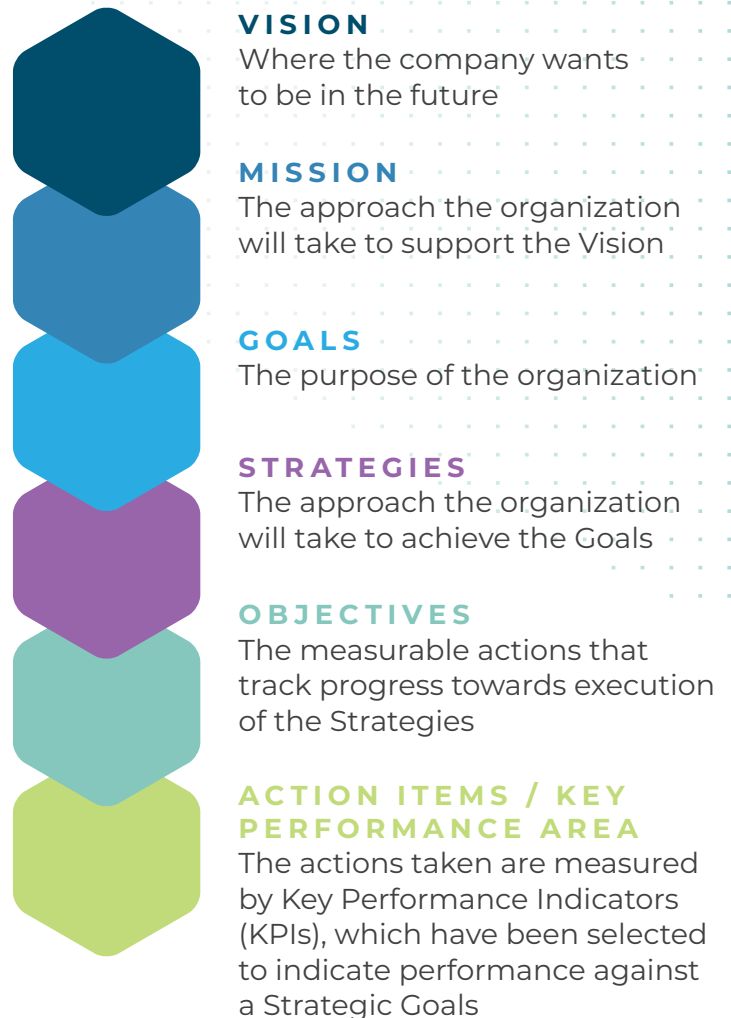 VISION
Where the company wants
to be in the future
MISSION
The approach the organization
will take to support the Vision
GOALS
The purpose of the organization
STRATEGIES
The approach the organization
will take to achieve the Goals
OBJECTIVES
The measurable actions that
track progress towards execution
of the Strategies
ACTION ITEMS / KEY
PERFORMANCE AREA
The actions taken are measured
by Key Performance Indicators
(KPIs), which have been selected
to indicate performance against
a Strategic Goals